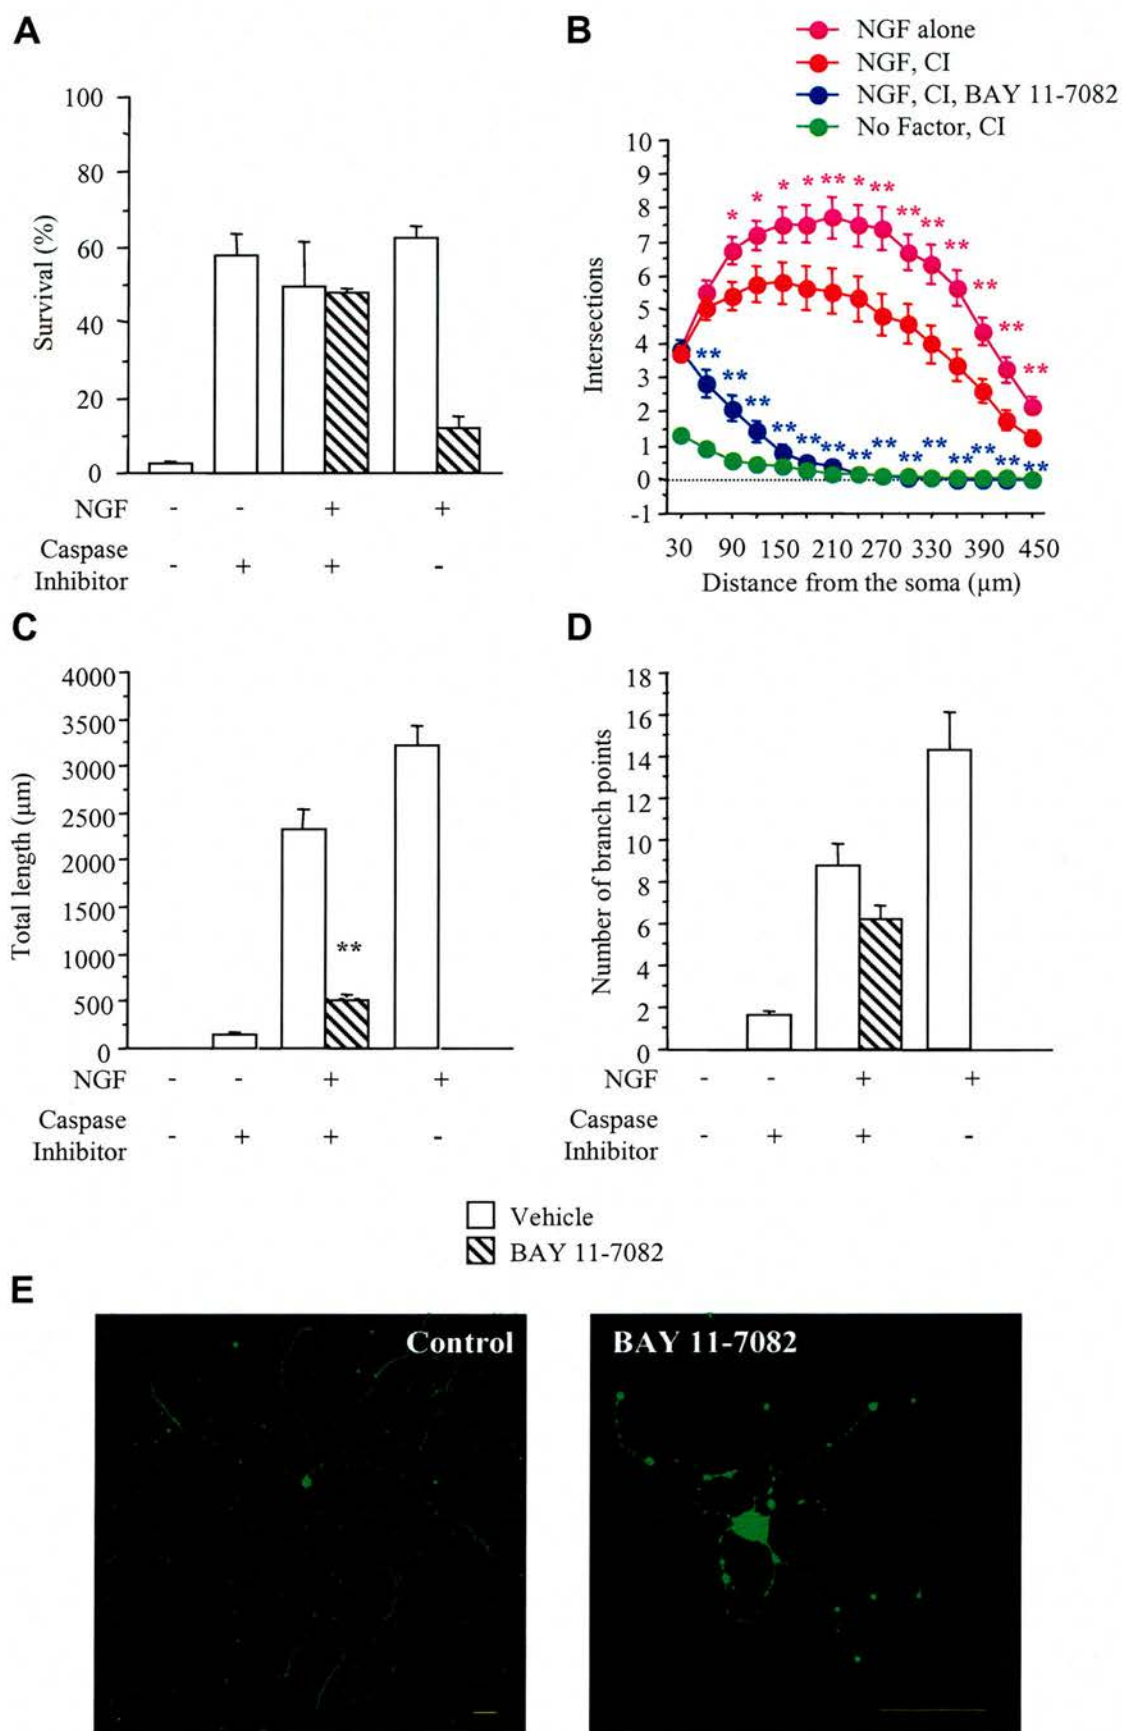 A
100
80
60
40
20
0
Survival (%)
NGF - - + +
Caspase
Inhibitor - + + -
B
NGF alone
NGF, CI
NGF, CI, BAY 11-7082
No Factor, CI
10
9
8
7
6
5
4
3
2
1
0
-1
Intersections
* * * * ** * ** ** ** ** ** ** **
** ** ** ** ** ** ** ** ** ** ** ** ** **
30 90 150 210 270 330 390 450
Distance from the soma (μm)
C
4000
3500
3000
2500
2000
1500
1000
500
0
Total length (μm)
**
NGF - - + +
Caspase
Inhibitor - + + -
D
18
16
14
12
10
8
6
4
2
0
Number of branch points
NGF - - + +
Caspase
Inhibitor - + + -
Vehicle
BAY 11-7082
E
Control
BAY 11-7082